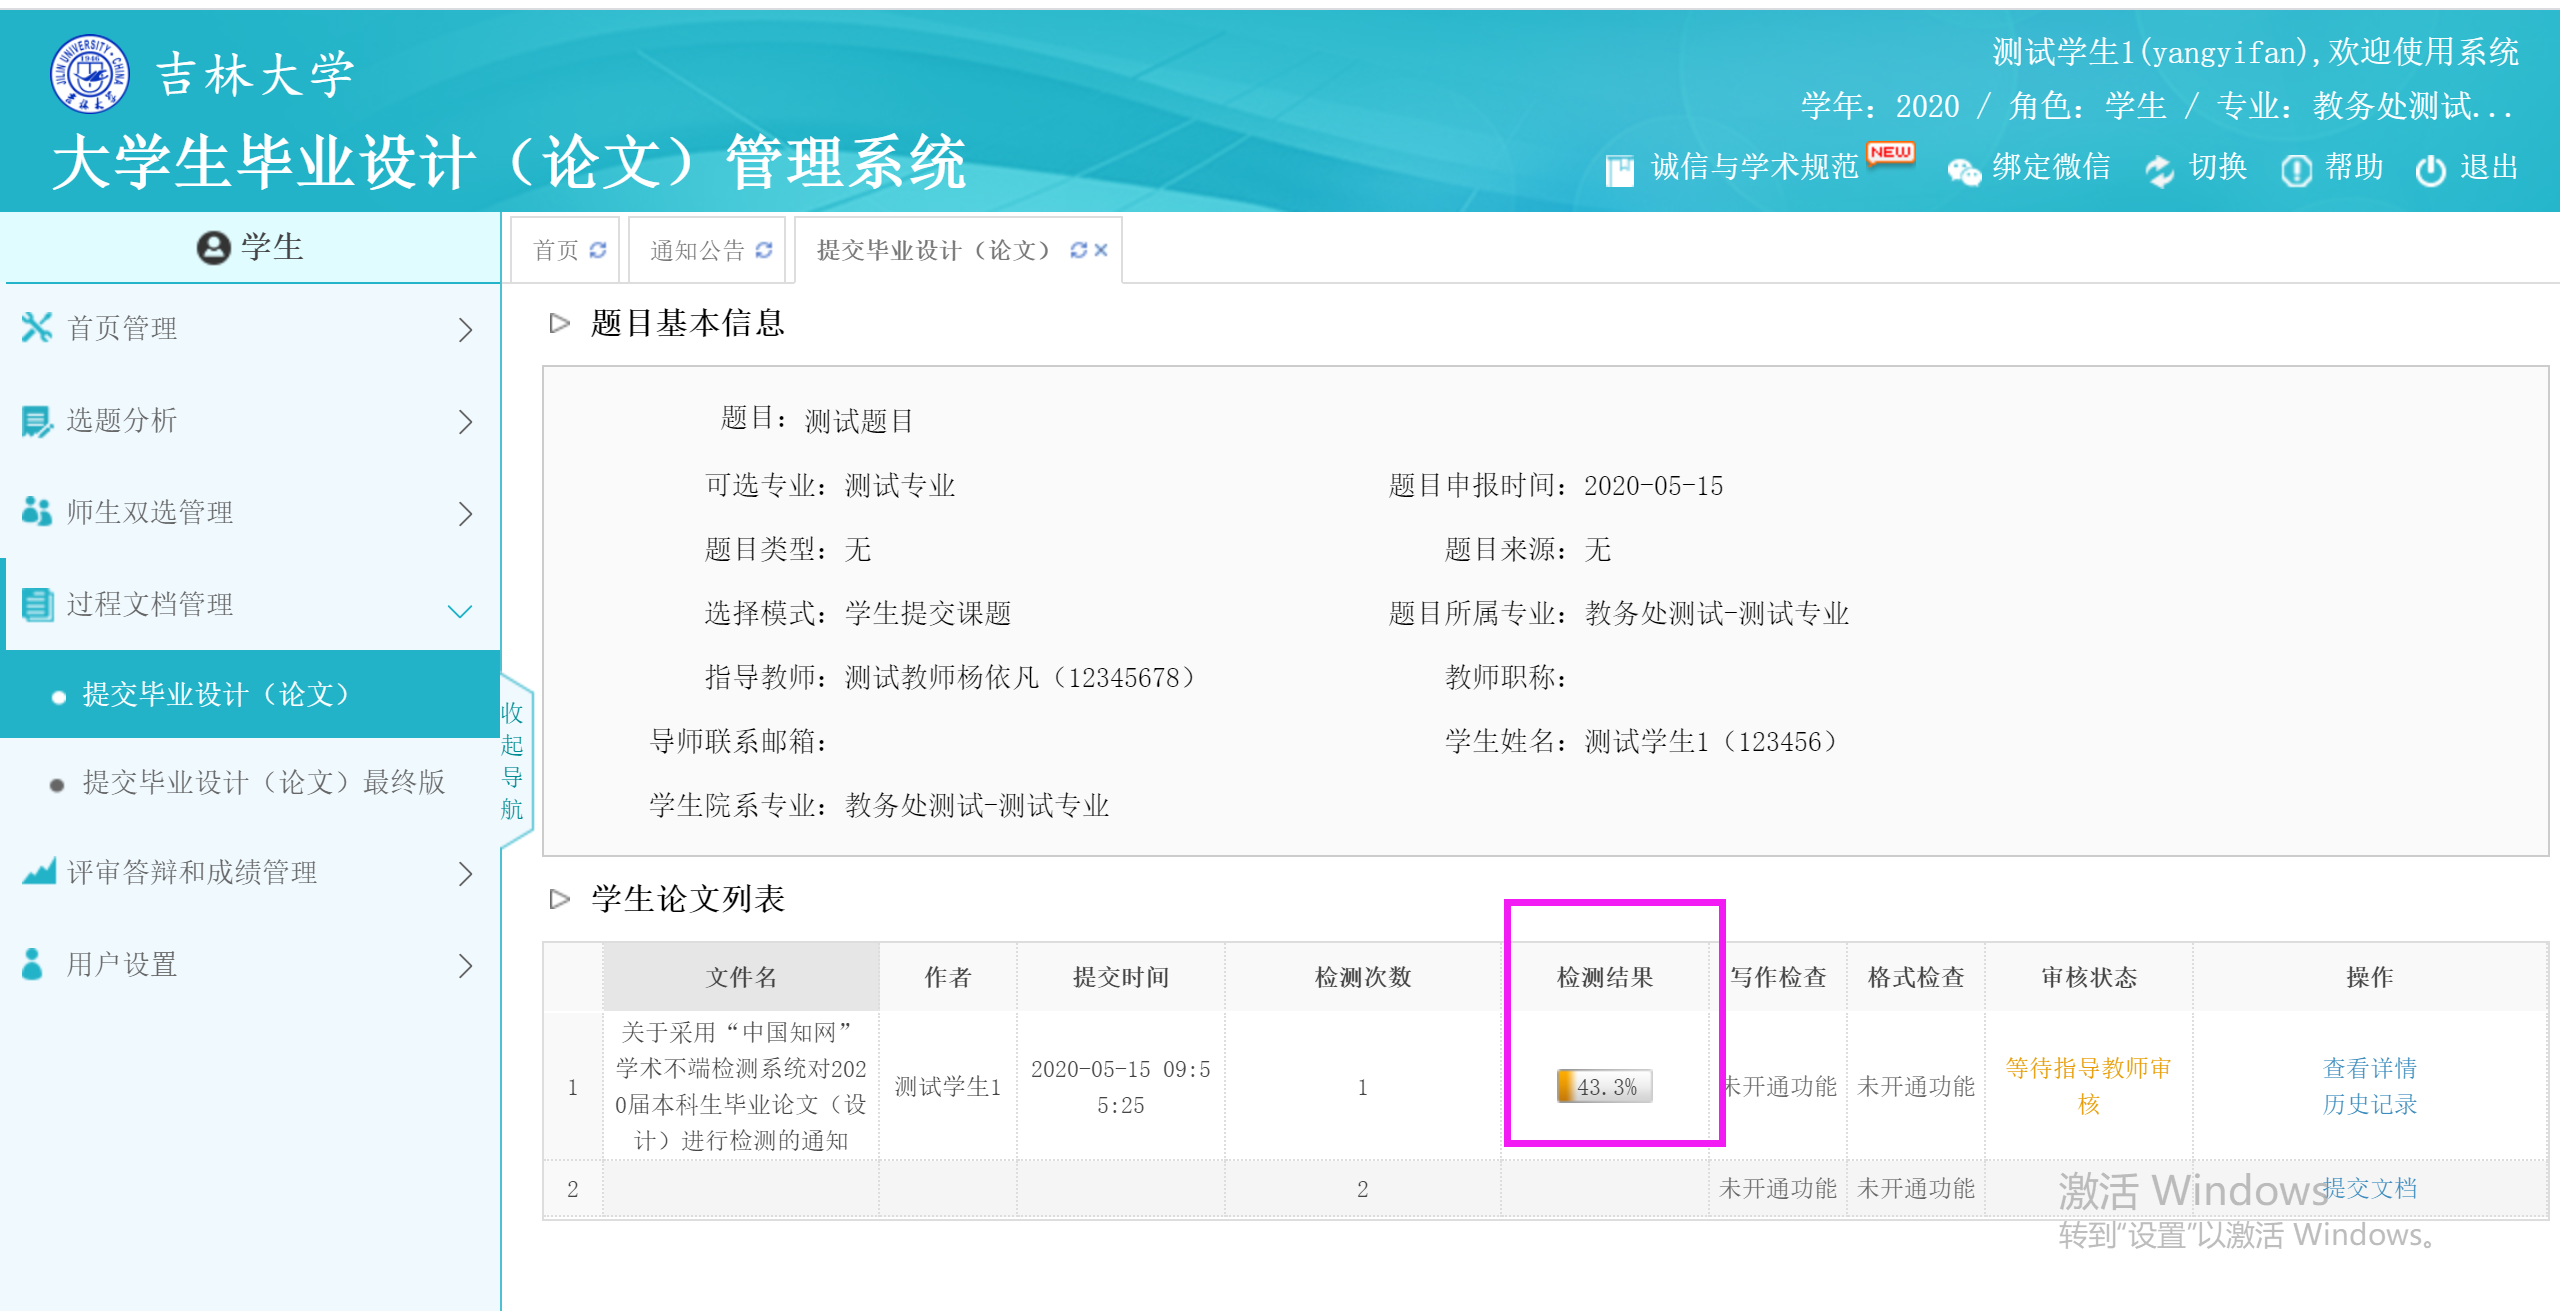 吉林大学
大学生毕业设计（论文）管理系统
测试学生1(yangyifan),欢迎使用系统
学年：2020 / 角色：学生 / 专业：教务处测试...
诚信与学术规范 NEW 绑定微信 切换 帮助 退出
学生
首页管理
选题分析
师生双选管理
过程文档管理
提交毕业设计（论文）
提交毕业设计（论文）最终版
评审答辩和成绩管理
用户设置
收起导航
首页 通知公告 提交毕业设计（论文）
题目基本信息
题目：测试题目
可选专业：测试专业 题目申报时间：2020-05-15
题目类型：无 题目来源：无
选择模式：学生提交课题 题目所属专业：教务处测试-测试专业
指导教师：测试教师杨依凡（12345678） 教师职称：
导师联系邮箱： 学生姓名：测试学生1（123456）
学生院系专业：教务处测试-测试专业
学生论文列表
文件名 作者 提交时间 检测次数 检测结果 写作检查 格式检查 审核状态 操作
1
关于采用“中国知网”
学术不端检测系统对202
0届本科生毕业论文（设
计）进行检测的通知
测试学生1
2020-05-15 09:5
5:25
1
43.3%
未开通功能
未开通功能
等待指导教师审
核
查看详情
历史记录
2 2 未开通功能 未开通功能 提交文档
激活 Windows
转到“设置”以激活 Windows。